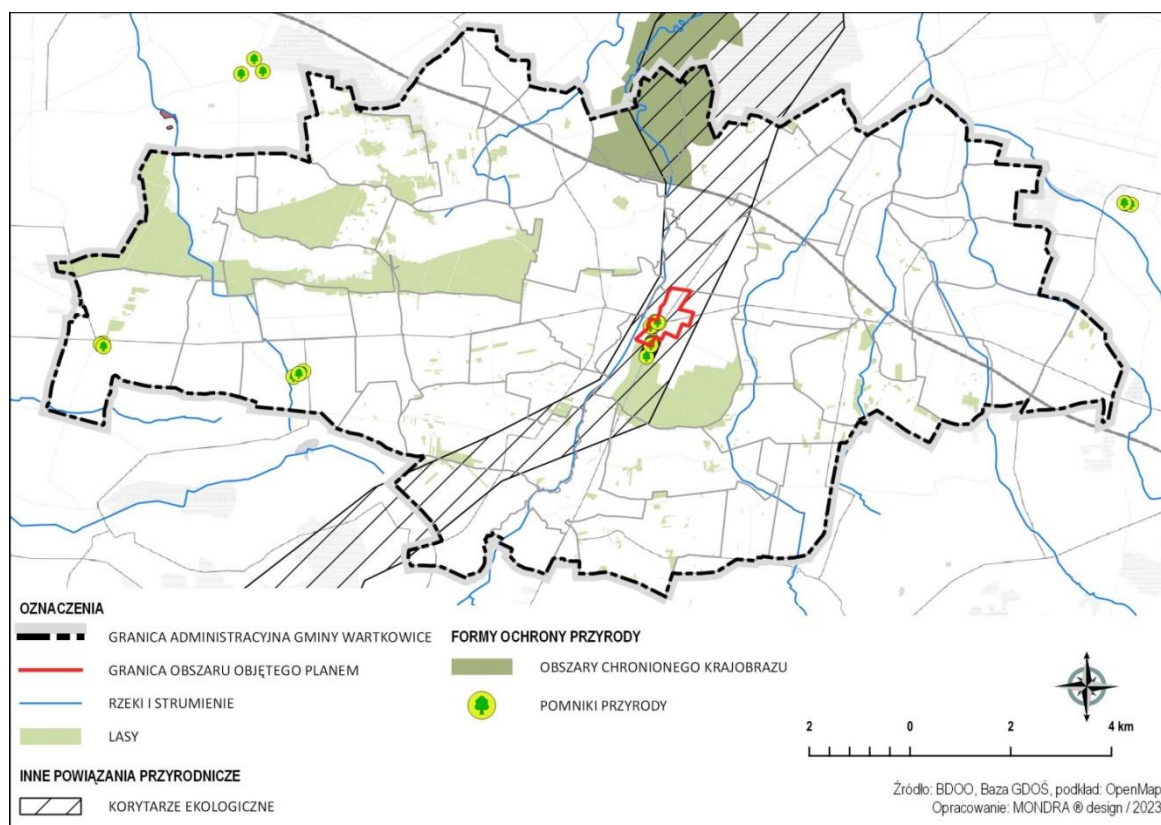 OZNACZENIA
GRANICA ADMINISTRACYJNA GMINY WARTKOWICE
GRANICA OBSZARU OBJĘTEGO PLANEM
RZEKI I STRUMIENIE
LASY
INNE POWIĄZANIA PRZYRODNICZE
KORYTARZE EKOLOGICZNE
FORMY OCHRONY PRZYRODY
OBSZARY CHRONIONEGO KRAJOBRAZU
POMNIKI PRZYRODY
2 0 2 4 km
Źródło: BDOO, Baza GDOŚ, podkład: OpenMap
Opracowanie: MONDRA ® design / 2023